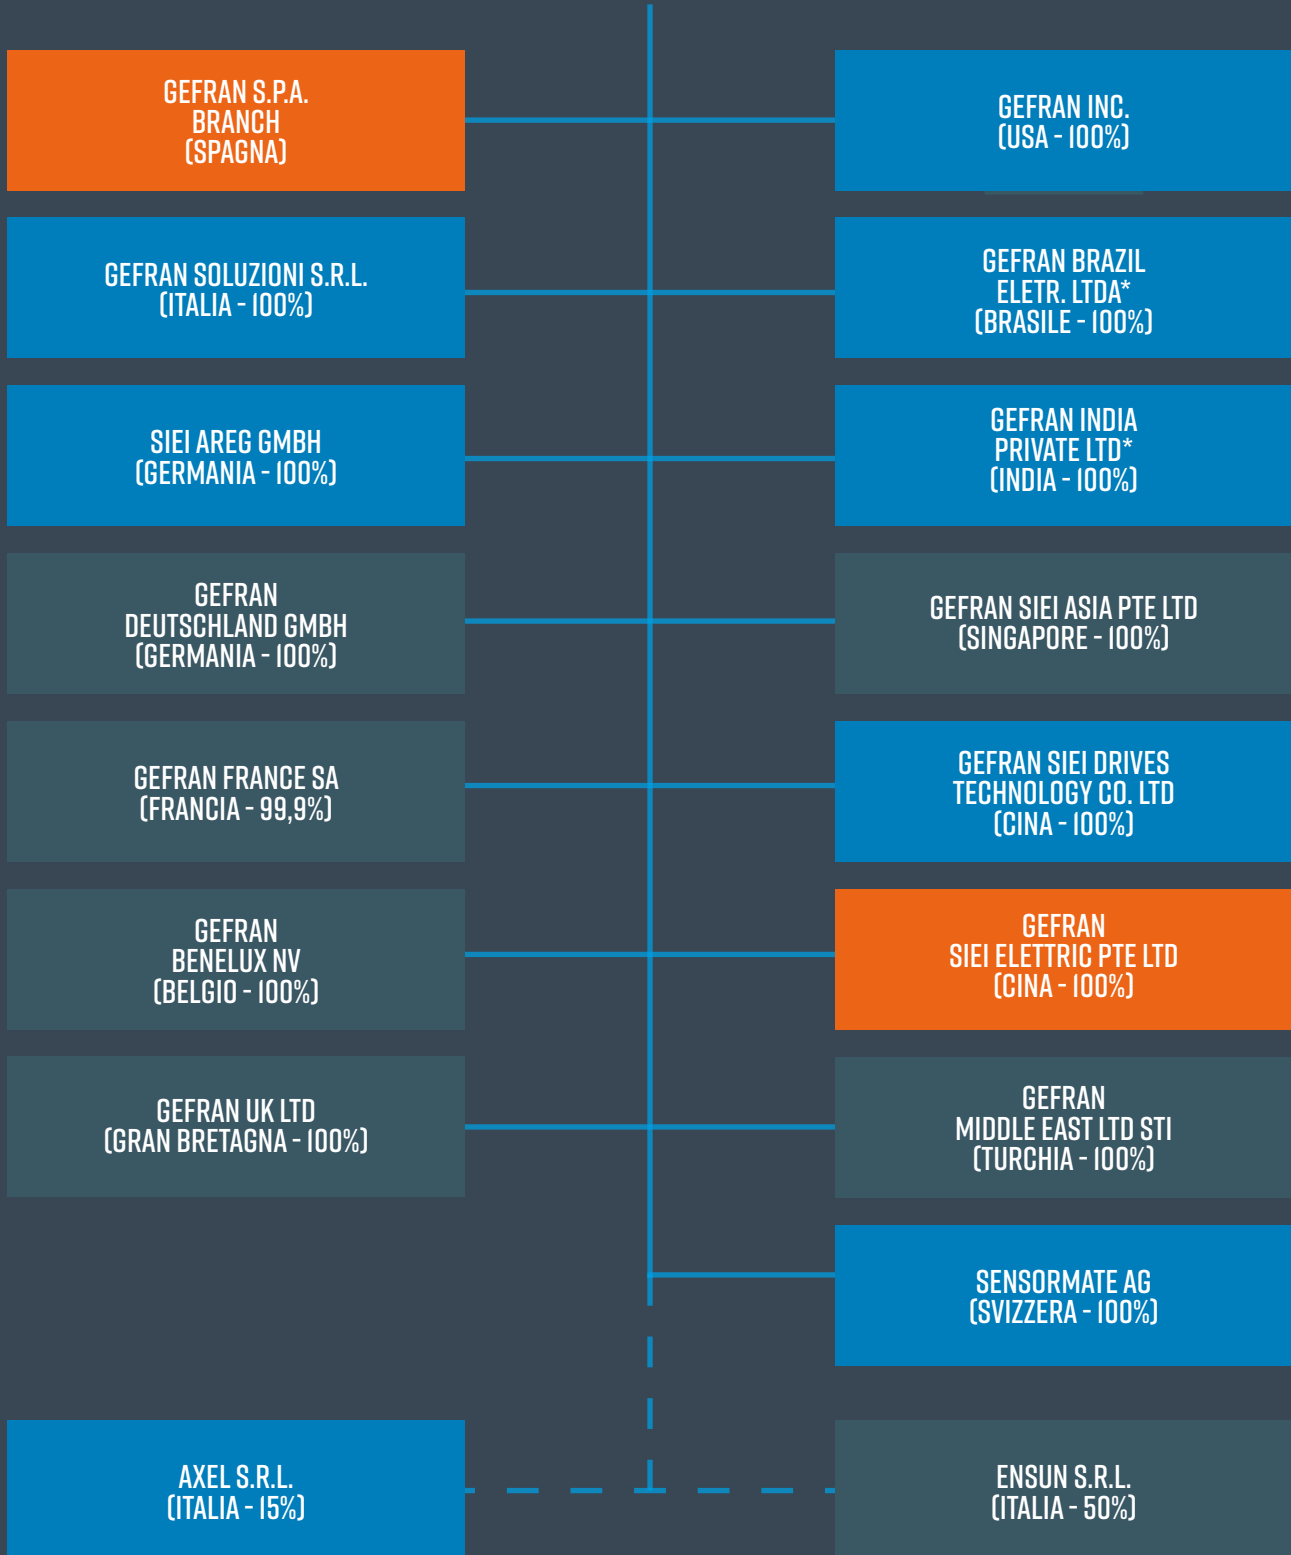 GEFRAN S.P.A.
BRANCH
(SPAGNA)
GEFRAN INC.
(USA - 100%)
GEFRAN SOLUZIONI S.R.L.
(ITALIA - 100%)
GEFRAN BRAZIL
ELETR. LTDA*
(BRASILE - 100%)
SIEI AREG GMBH
(GERMANIA - 100%)
GEFRAN INDIA
PRIVATE LTD*
(INDIA - 100%)
GEFRAN
DEUTSCHLAND GMBH
(GERMANIA - 100%)
GEFRAN SIEI ASIA PTE LTD
(SINGAPORE - 100%)
GEFRAN FRANCE SA
(FRANCIA - 99,9%)
GEFRAN SIEI DRIVES
TECHNOLOGY CO. LTD
(CINA - 100%)
GEFRAN
BENELUX NV
(BELGIO - 100%)
GEFRAN
SIEI ELETTRIC PTE LTD
(CINA - 100%)
GEFRAN UK LTD
(GRAN BRETAGNA - 100%)
GEFRAN
MIDDLE EAST LTD STI
(TURCHIA - 100%)
SENSORMATE AG
(SVIZZERA - 100%)
AXEL S.R.L.
(ITALIA - 15%)
ENSUN S.R.L.
(ITALIA - 50%)